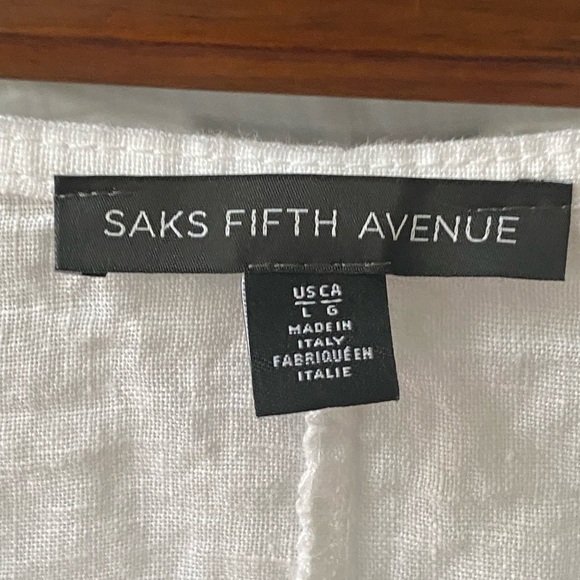 SAKS FIFTH AVENUE
US CA
L G
MADE IN
ITALY
FABRIQUÉ EN
ITALIE